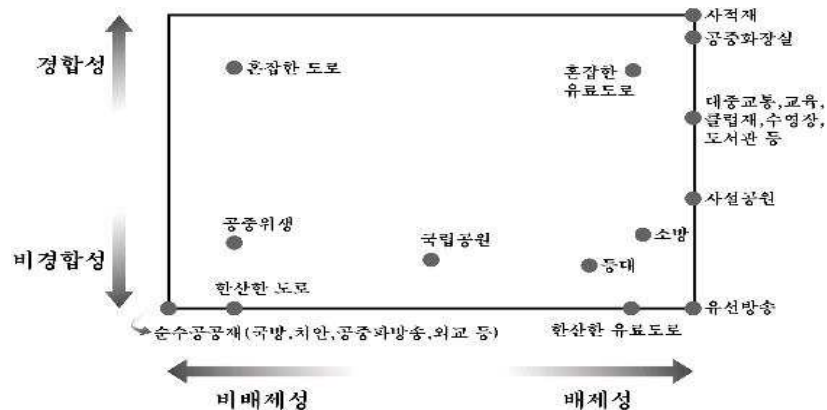 사적재
공중화장실
경합성
혼잡한 도로
혼잡한
유료도로
대중교통,교육,
클럽재,수영장,
도서관 등
사설공원
공중위생
국립공원
소방
등대
비경합성
한산한 도로
유선방송
순수공공재(국방,치안,공중파방송,외교 등)
한산한 유료도로
비배제성
배제성